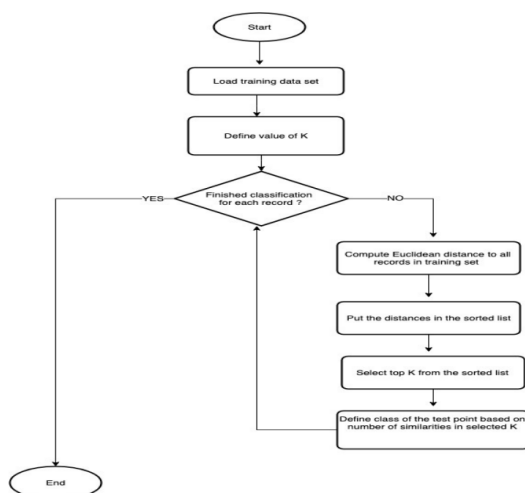 Start
Load training data set
Define value of K
Finished classification
for each record ?
YES
NO
Compute Euclidean distance to all
records in training set
Put the distances in the sorted list
Select top K from the sorted list
Define class of the test point based on
number of similarities in selected K
End